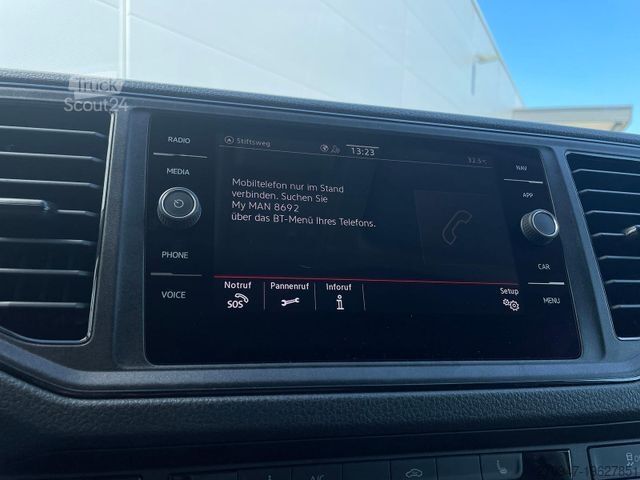 Truck
Scout24
RADIO
MEDIA
PHONE
VOICE
Stiftsweg
13:23
Mobiltelefon nur im Stand
verbinden. Suchen Sie
My MAN 8692
über das BT-Menü Ihres Telefons.
Notruf
SOS
Pannenruf
Inforuf
Setup
NAV
APP
CAR
MENU
A/C